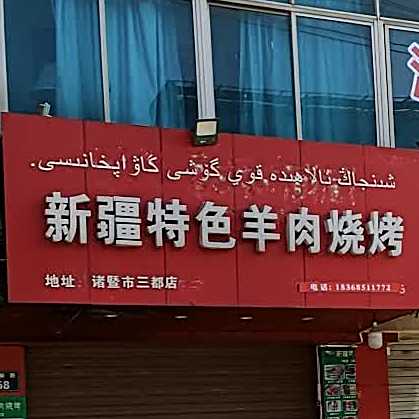 شىنجاڭ ئالاھىدە قوي گۆشى كاۋاپخانىسى.
新疆特色羊肉烧烤
地址：诸暨市三都店
电话：18368511772